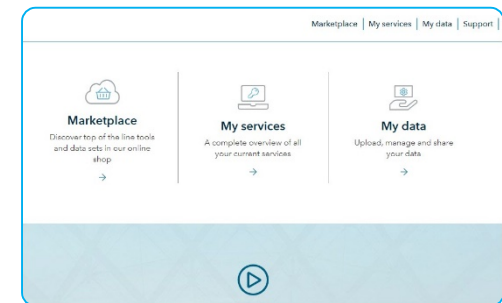 Marketplace | My services | My data | Support |
Marketplace
Discover top of the line tools
and data sets in our online
shop
My services
A complete overview of all
your current services
My data
Upload, manage and share
your data